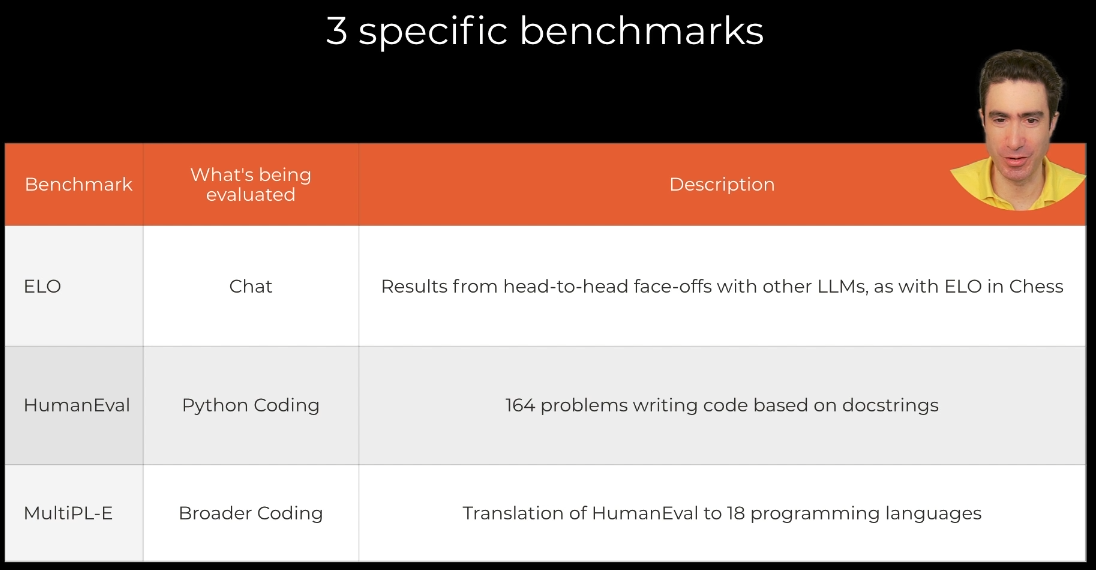 3 specific benchmarks
Benchmark
What's being
evaluated
Description
ELO
Chat
Results from head-to-head face-offs with other LLMs, as with ELO in Chess
HumanEval
Python Coding
164 problems writing code based on docstrings
MultiPL-E
Broader Coding
Translation of HumanEval to 18 programming languages